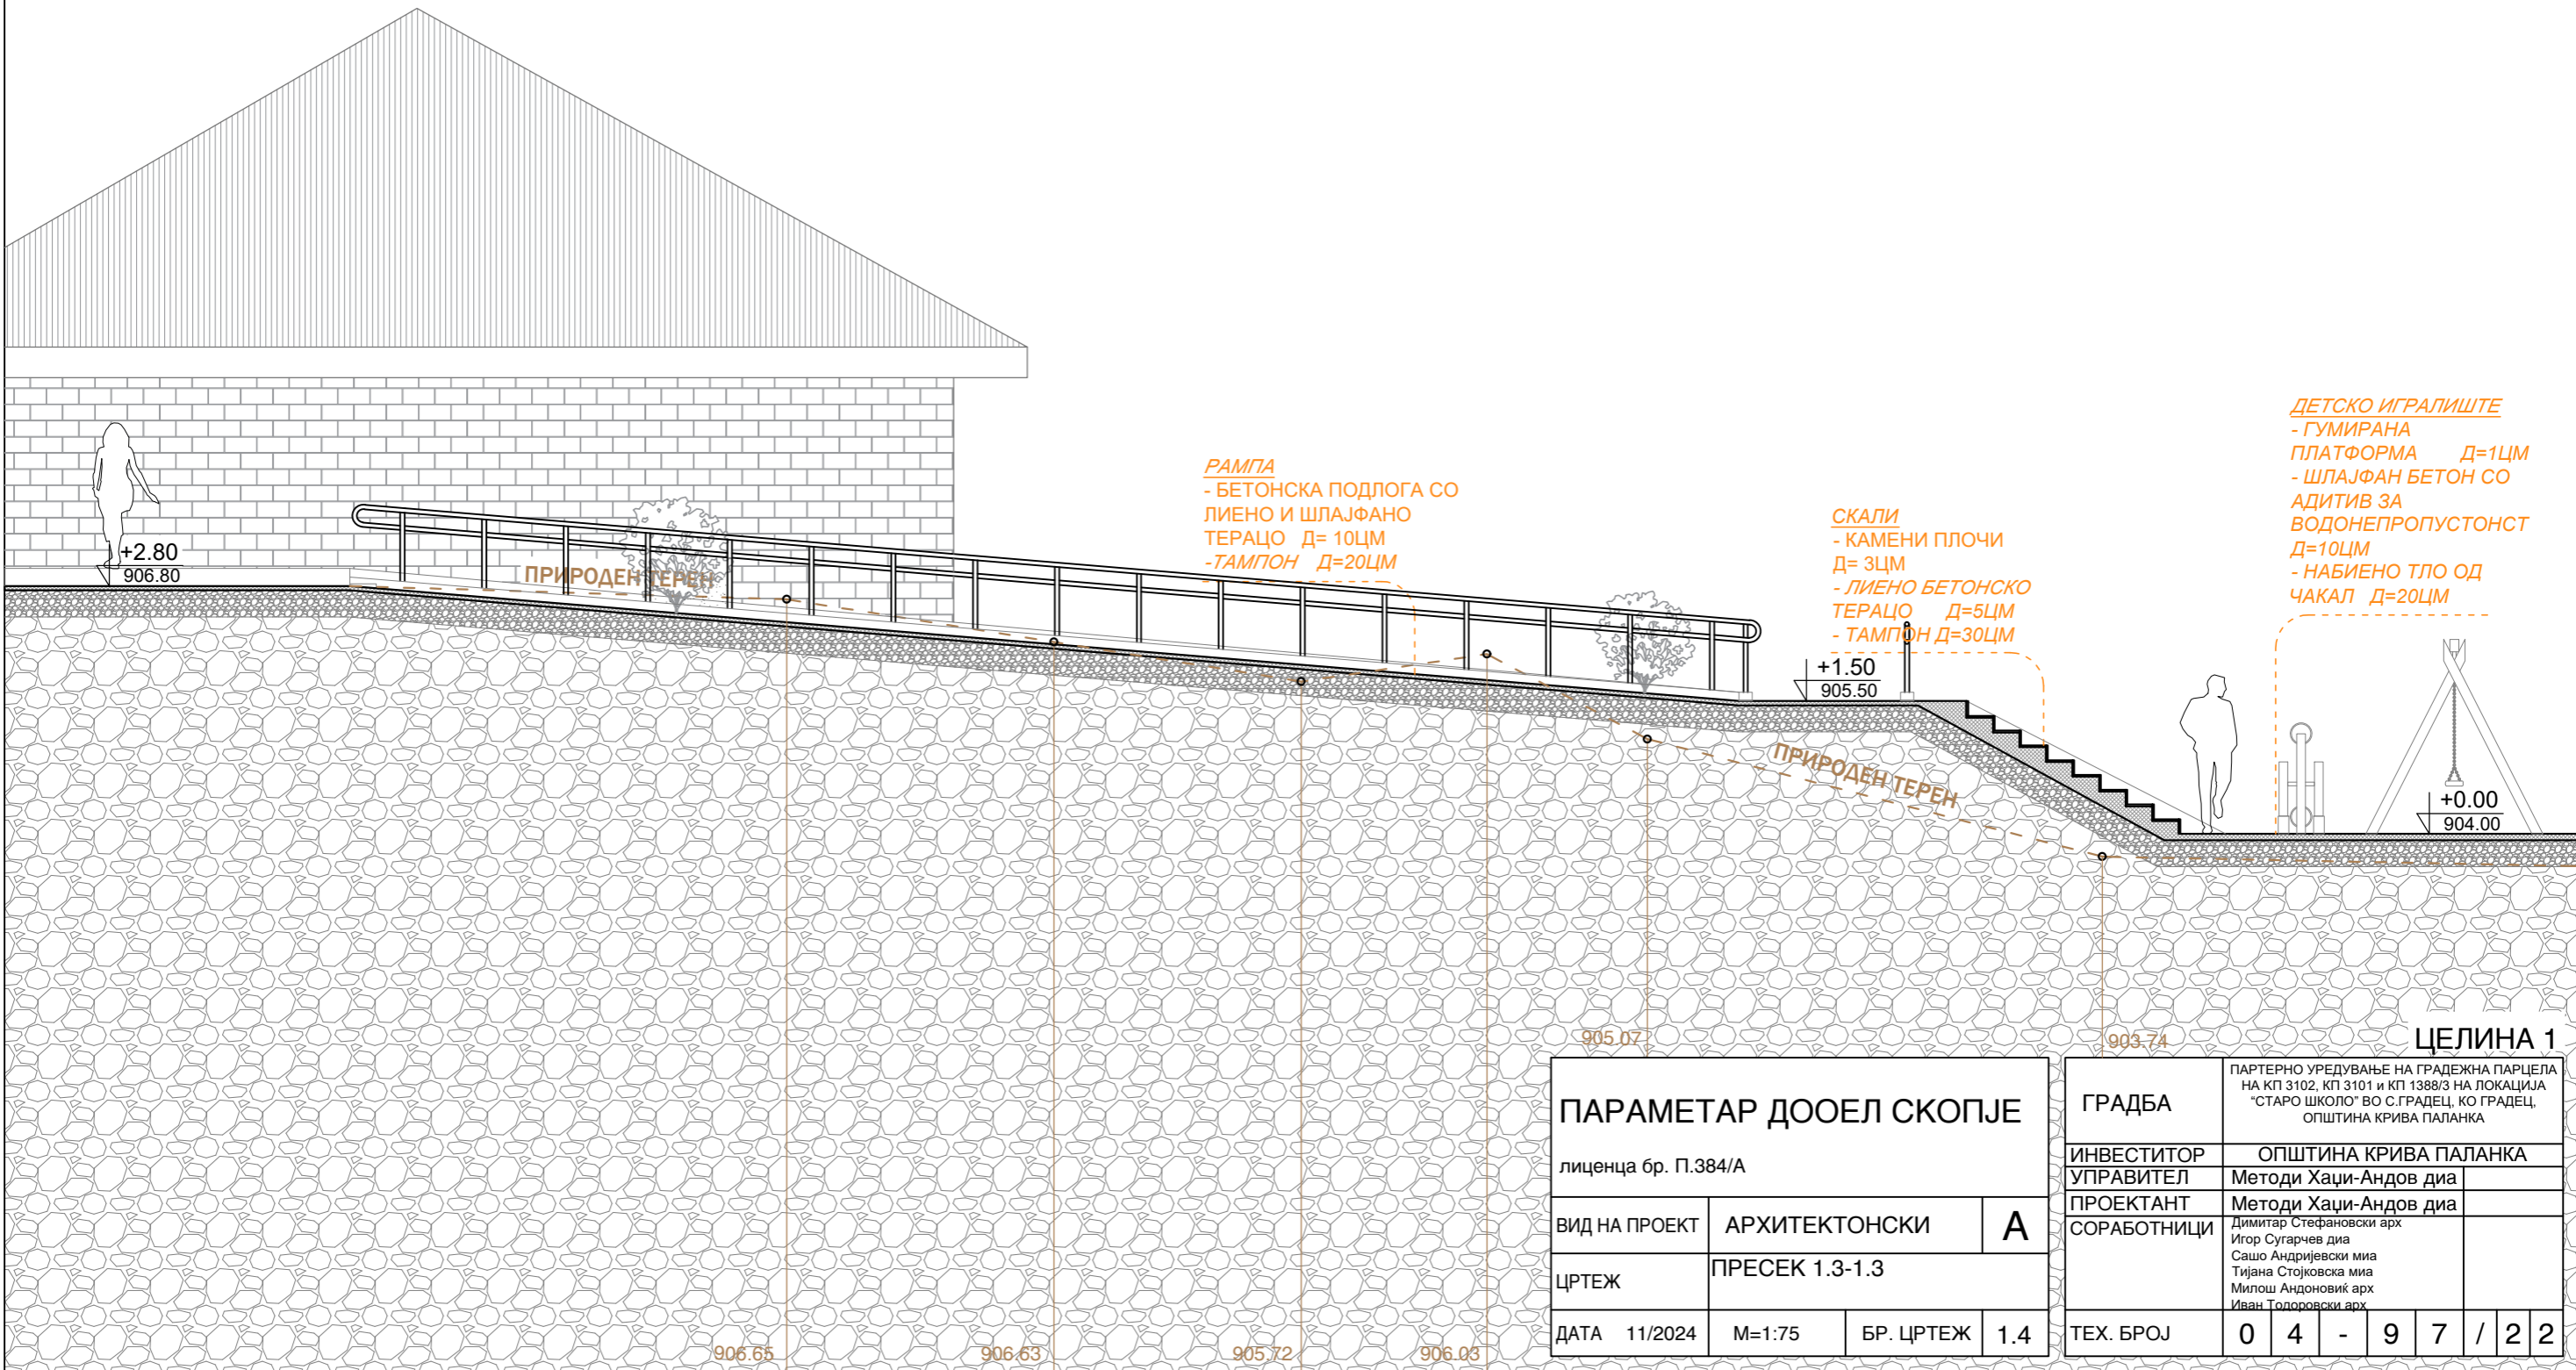 +2.80
906.80
ПРИРОДЕН ТЕРЕН
РАМПА
- БЕТОНСКА ПОДЛОГА СО
ЛИЕНО И ШЛАЈФАНО
ТЕРАЦО Д= 10ЦМ
-ТАМПОН Д=20ЦМ
СКАЛИ
- КАМЕНИ ПЛОЧИ
Д= 3ЦМ
- ЛИЕНО БЕТОНСКО
ТЕРАЦО Д=5ЦМ
- ТАМПОН Д=30ЦМ
ДЕТСКО ИГРАЛИШТЕ
- ГУМИРАНА
ПЛАТФОРМА Д=1ЦМ
- ШЛАЈФАН БЕТОН СО
АДИТИВ ЗА
ВОДОНЕПРОПУСТОНСТ
Д=10ЦМ
- НАБИЕНО ТЛО ОД
ЧАКАЛ Д=20ЦМ
+1.50
905.50
ПРИРОДЕН ТЕРЕН
+0.00
904.00
906.65
906.63
905.72
906.03
905.07
903.74
ЦЕЛИНА 1
ПАРАМЕТАР ДООЕЛ СКОПЈЕ
лиценца бр. П.384/А
ВИД НА ПРОЕКТ АРХИТЕКТОНСКИ А
ЦРТЕЖ ПРЕСЕК 1.3-1.3
ДАТА 11/2024 М=1:75 БР. ЦРТЕЖ 1.4
ГРАДБА
ПАРТЕРНО УРЕДУВАЊЕ НА ГРАДЕЖНА ПАРЦЕЛА
НА КП 3102, КП 3101 и КП 1388/3 НА ЛОКАЦИЈА
“СТАРО ШКОЛО” ВО С.ГРАДЕЦ, КО ГРАДЕЦ,
ОПШТИНА КРИВА ПАЛАНКА
ИНВЕСТИТОР ОПШТИНА КРИВА ПАЛАНКА
УПРАВИТЕЛ Методи Хаџи-Андов диа
ПРОЕКТАНТ Методи Хаџи-Андов диа
СОРАБОТНИЦИ Димитар Стефановски арх
Игор Сугарчев диа
Сашо Андријевски миа
Тијана Стојковска миа
Милош Андоновиќ арх
Иван Тодоровски арх
ТЕХ. БРОЈ 0 4 - 9 7 / 2 2